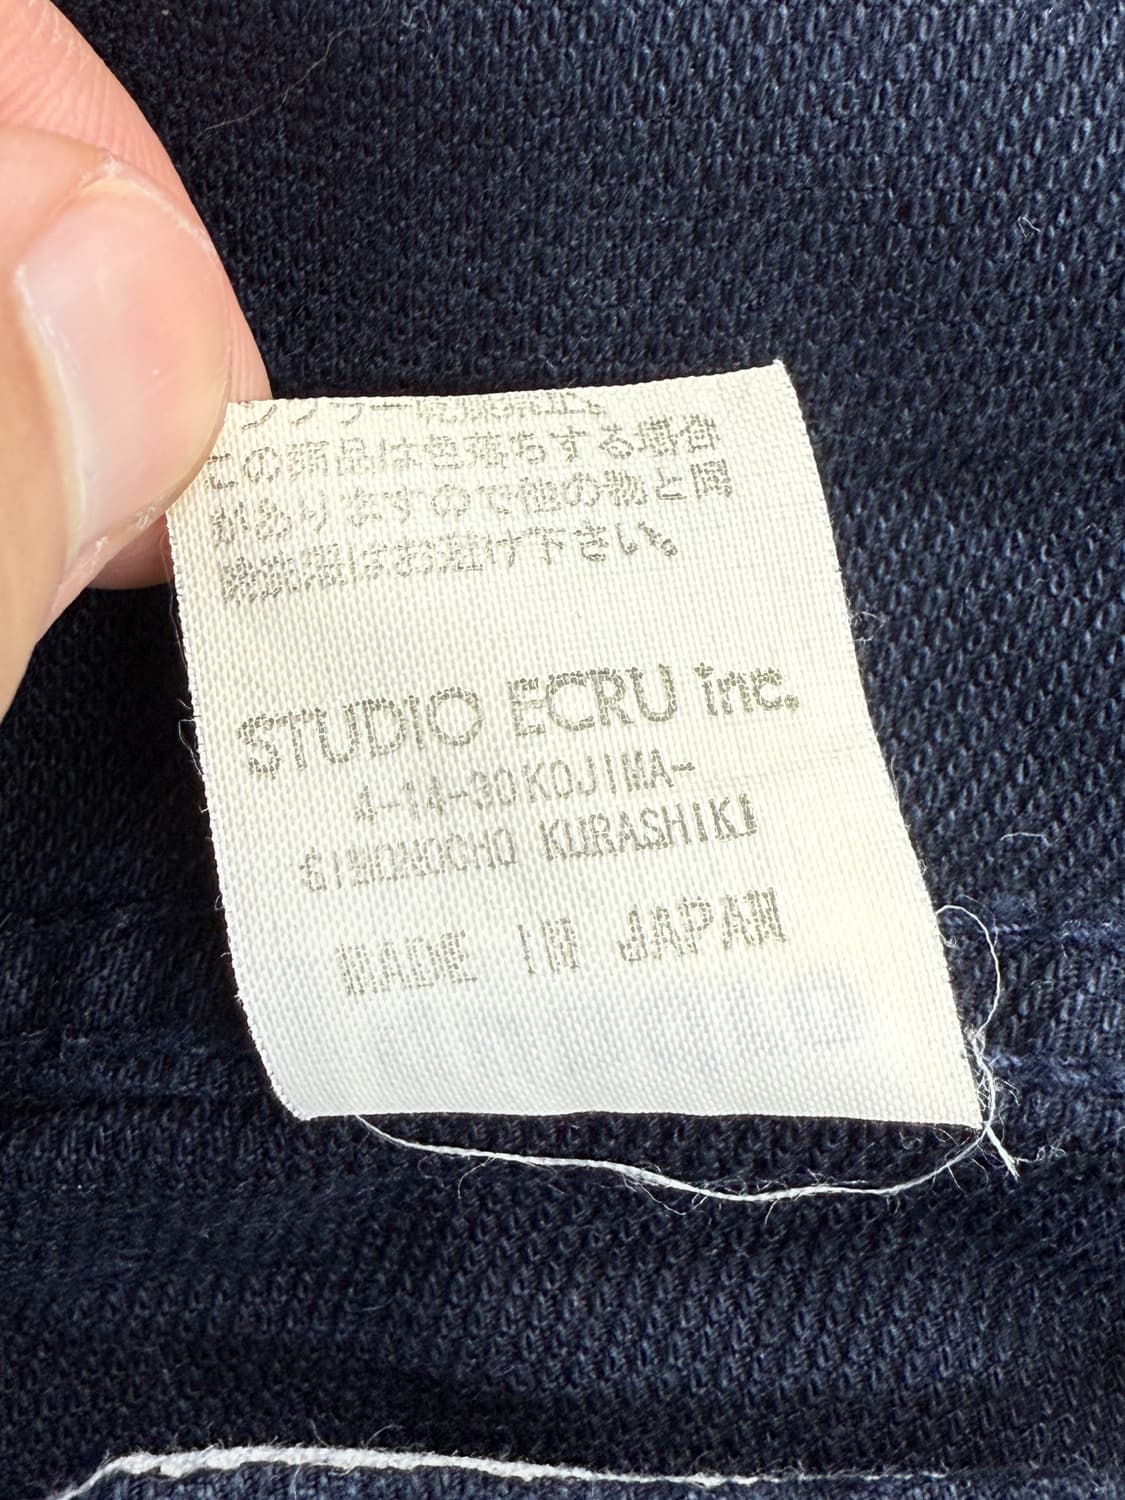 この商品は色落ちする場合
がありますので他の物と同
時洗濯はお避け下さい。
STUDIO ECRU inc.
4-14-30 KOJIMA-
SIMONOCHO KURASHIKI
MADE IN JAPAN